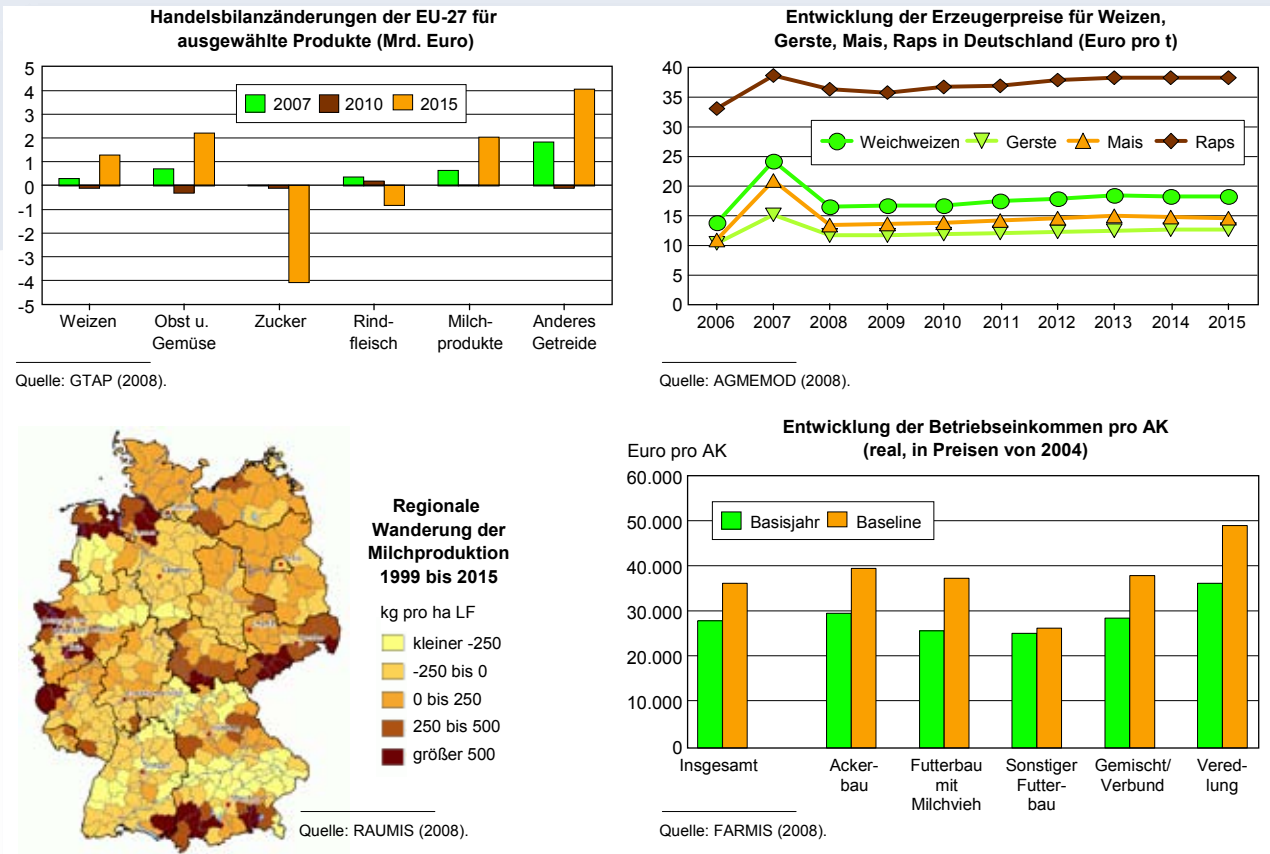 Handelsbilanzänderungen der EU-27 für
ausgewählte Produkte (Mrd. Euro)
5
4
3
2
1
0
-1
-2
-3
-4
-5
2007 2010 2015
Weizen Obst u. Zucker Rind- Milch- Anderes
Gemüse fleisch produkte Getreide
Quelle: GTAP (2008).
Entwicklung der Erzeugerpreise für Weizen,
Gerste, Mais, Raps in Deutschland (Euro pro t)
40
35
30
25
20
15
10
5
0
Weichweizen Gerste Mais Raps
2006 2007 2008 2009 2010 2011 2012 2013 2014 2015
Quelle: AGMEMOD (2008).
Regionale
Wanderung der
Milchproduktion
1999 bis 2015
kg pro ha LF
kleiner -250
-250 bis 0
0 bis 250
250 bis 500
größer 500
Quelle: RAUMIS (2008).
Entwicklung der Betriebseinkommen pro AK
(real, in Preisen von 2004)
Euro pro AK
60.000
50.000
40.000
30.000
20.000
10.000
0
Basisjahr Baseline
Insgesamt Acker- Futterbau Sonstiger Gemischt/ Vered-
bau mit Futter- Verbund lung
Milchvieh bau
Quelle: FARMIS (2008).